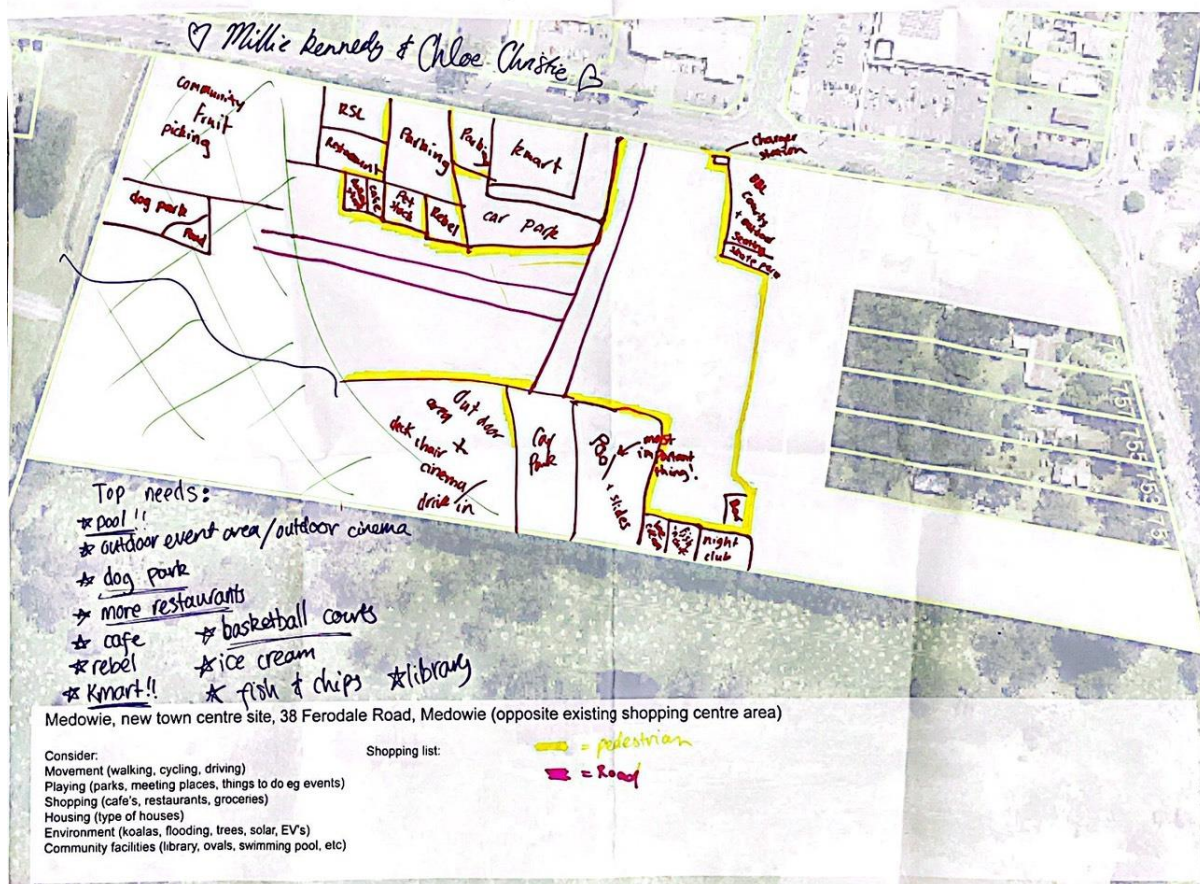 ♡ Millie Kennedy & Chloe Christie ♡
Community
fruit
picking
RSL
Restaurant
Parking
Parking
Kmart
Charger
station
BBL
County
+ outdoor
Seating
skate park
dog park
Pond
cafe
Pet
stock
Rebel
car park
Out door
area +
deck chair
cinema/
drive in
Car
Park
Pool
+ slides
most
important
thing!
night
club
Top needs:
☆ pool!!
☆ outdoor event area/outdoor cinema
☆ dog park
☆ more restaurants
☆ cafe ☆ basketball courts
☆ rebel ☆ ice cream
☆ Kmart!! ☆ fish & chips ☆ library
Medowie, new town centre site, 38 Ferodale Road, Medowie (opposite existing shopping centre area)
Consider:
Movement (walking, cycling, driving)
Playing (parks, meeting places, things to do eg events)
Shopping (cafe's, restaurants, groceries)
Housing (type of houses)
Environment (koalas, flooding, trees, solar, EV's)
Community facilities (library, ovals, swimming pool, etc)
Shopping list:
= pedestrian
= Road